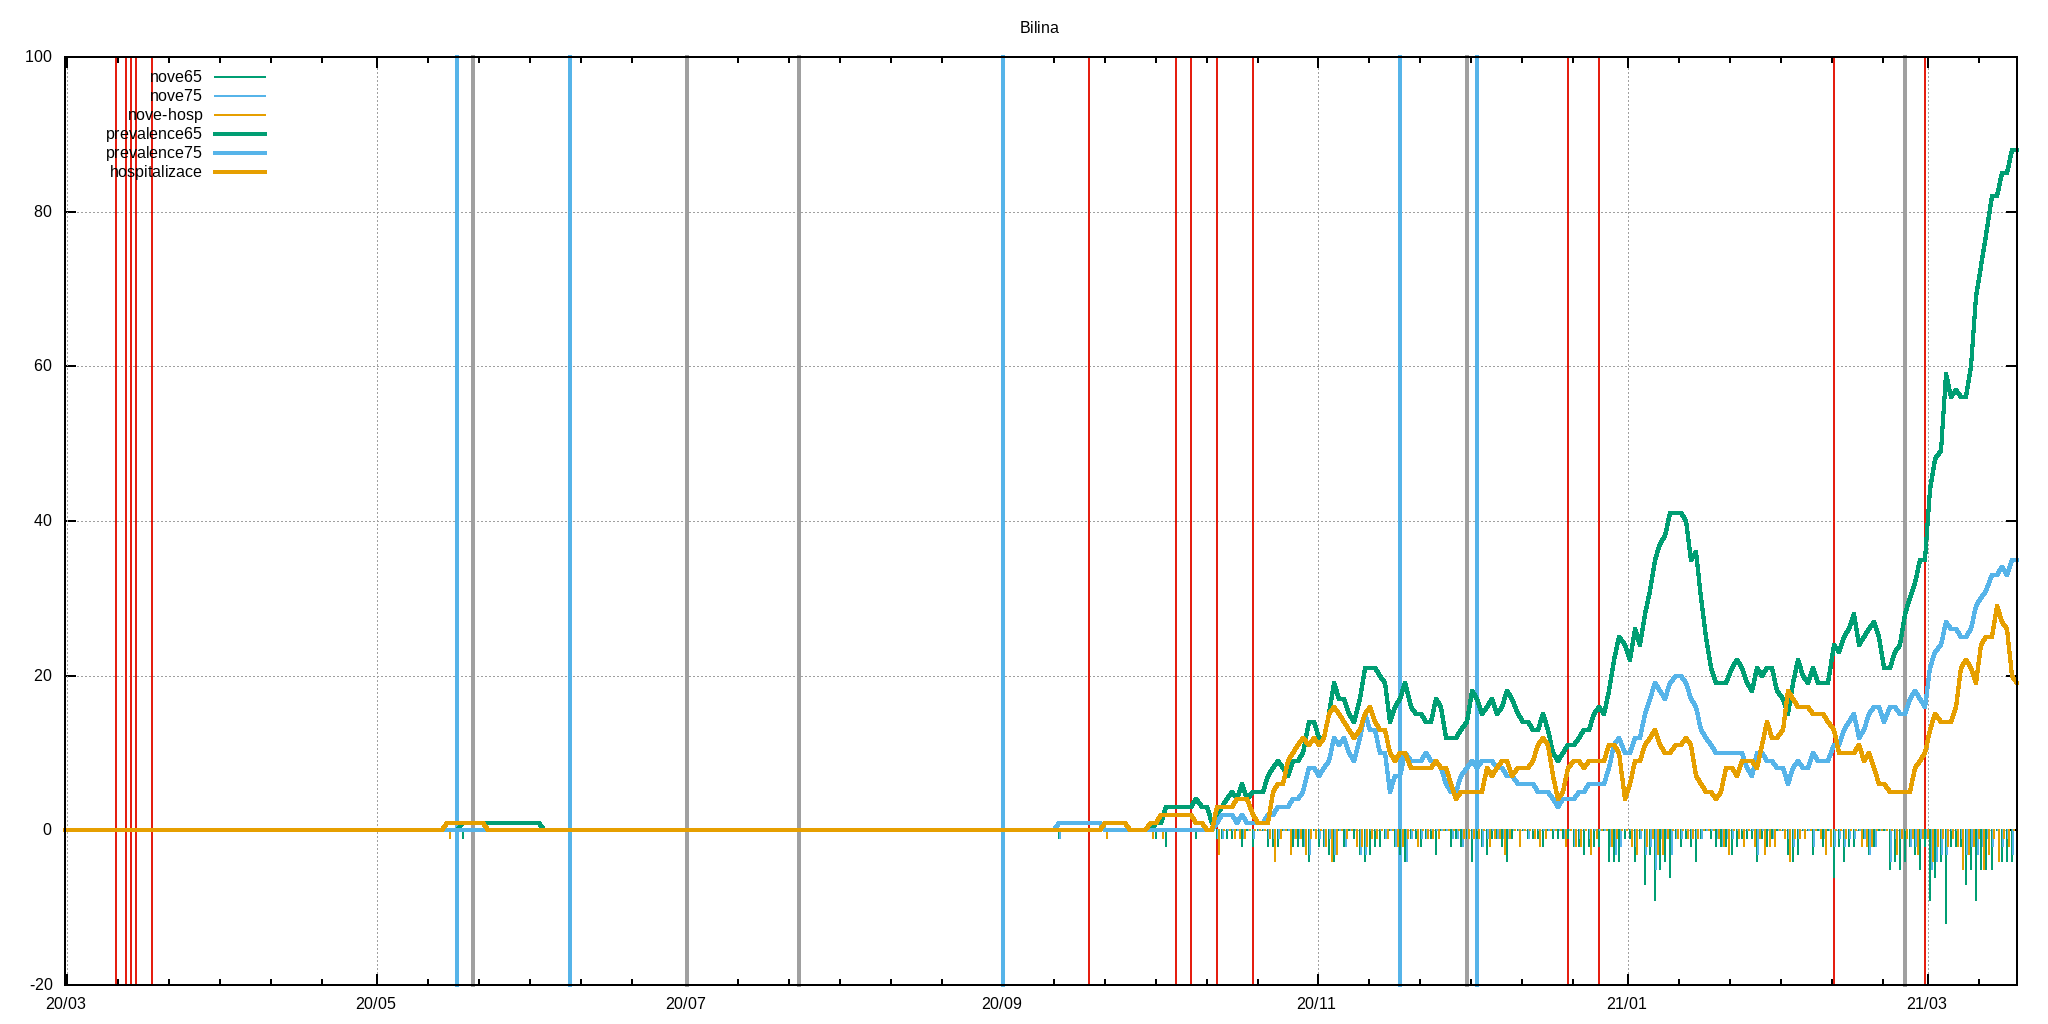 Bilina
100
nove65
nove75
nove-hosp
prevalence65
prevalence75
hospitalizace
80
60
40
20
0
-20
20/03 20/05 20/07 20/09 20/11 21/01 21/03